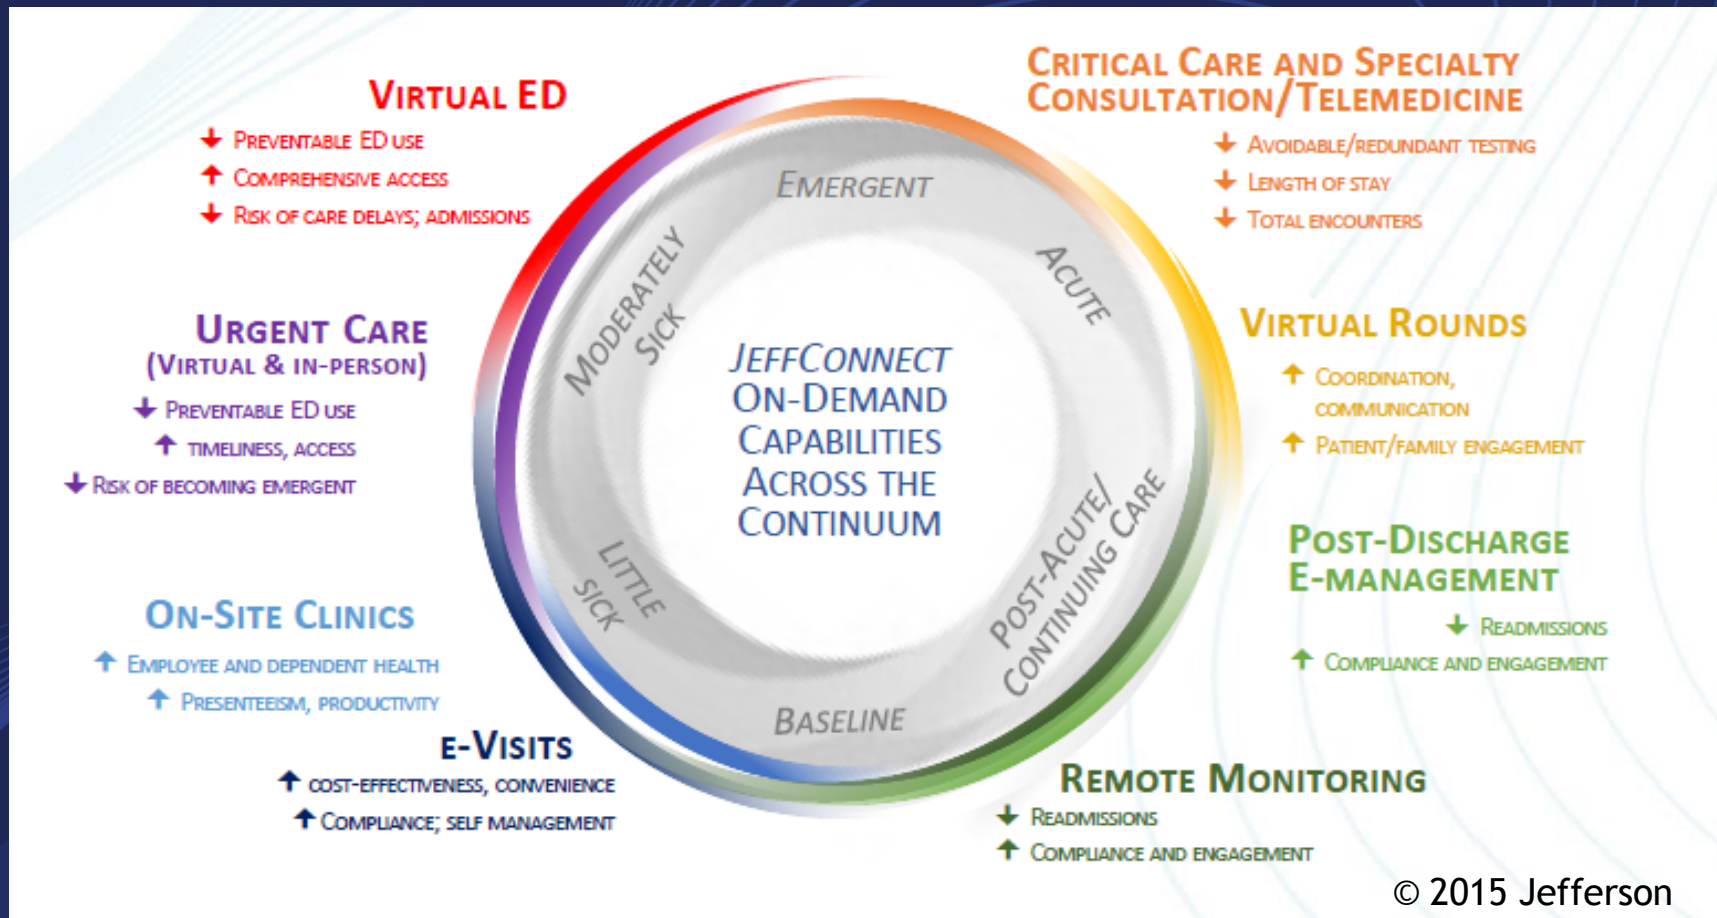 VIRTUAL ED
↓ PREVENTABLE ED USE
↑ COMPREHENSIVE ACCESS
↓ RISK OF CARE DELAYS; ADMISSIONS
URGENT CARE
(VIRTUAL & IN-PERSON)
↓ PREVENTABLE ED USE
↑ TIMELINESS, ACCESS
↓ RISK OF BECOMING EMERGENT
ON-SITE CLINICS
↑ EMPLOYEE AND DEPENDENT HEALTH
↑ PRESENTEEISM, PRODUCTIVITY
E-VISITS
↑ COST-EFFECTIVENESS, CONVENIENCE
↑ COMPLIANCE; SELF MANAGEMENT
EMERGENT
ACUTE
POST-ACUTE/
CONTINUING CARE
BASELINE
LITTLE
SICK
MODERATELY
SICK
JEFFCONNECT
ON-DEMAND
CAPABILITIES
ACROSS THE
CONTINUUM
CRITICAL CARE AND SPECIALTY
CONSULTATION/TELEMEDICINE
↓ AVOIDABLE/REDUNDANT TESTING
↓ LENGTH OF STAY
↓ TOTAL ENCOUNTERS
VIRTUAL ROUNDS
↑ COORDINATION,
COMMUNICATION
↑ PATIENT/FAMILY ENGAGEMENT
POST-DISCHARGE
E-MANAGEMENT
↓ READMISSIONS
↑ COMPLIANCE AND ENGAGEMENT
REMOTE MONITORING
↓ READMISSIONS
↑ COMPLIANCE AND ENGAGEMENT
© 2015 Jefferson